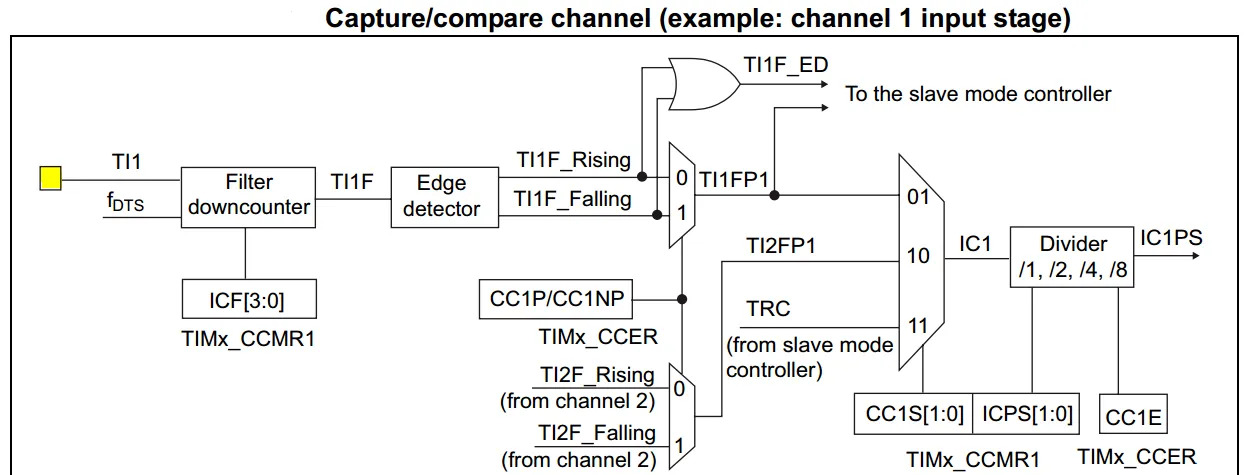 Capture/compare channel (example: channel 1 input stage)
TI1F_ED
To the slave mode controller
TI1
fDTS
Filter
downcounter
TI1F
Edge
detector
TI1F_Rising
TI1F_Falling
0
1
TI1FP1
01
TI2FP1
10
TRC
(from slave mode
controller)
11
IC1
Divider
/1, /2, /4, /8
IC1PS
ICF[3:0]
TIMx_CCMR1
CC1P/CC1NP
TIMx_CCER
TI2F_Rising
(from channel 2)
0
TI2F_Falling
(from channel 2)
1
CC1S[1:0]
ICPS[1:0]
TIMx_CCMR1
CC1E
TIMx_CCER